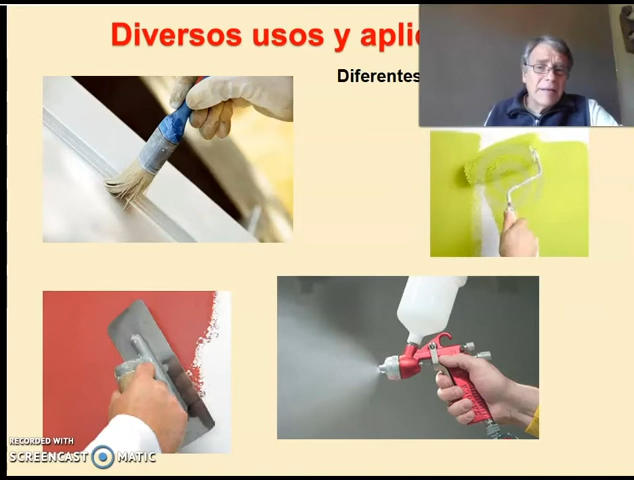 Diversos usos y aplic
Diferentes
RECORDED WITH
SCREENCAST MATIC